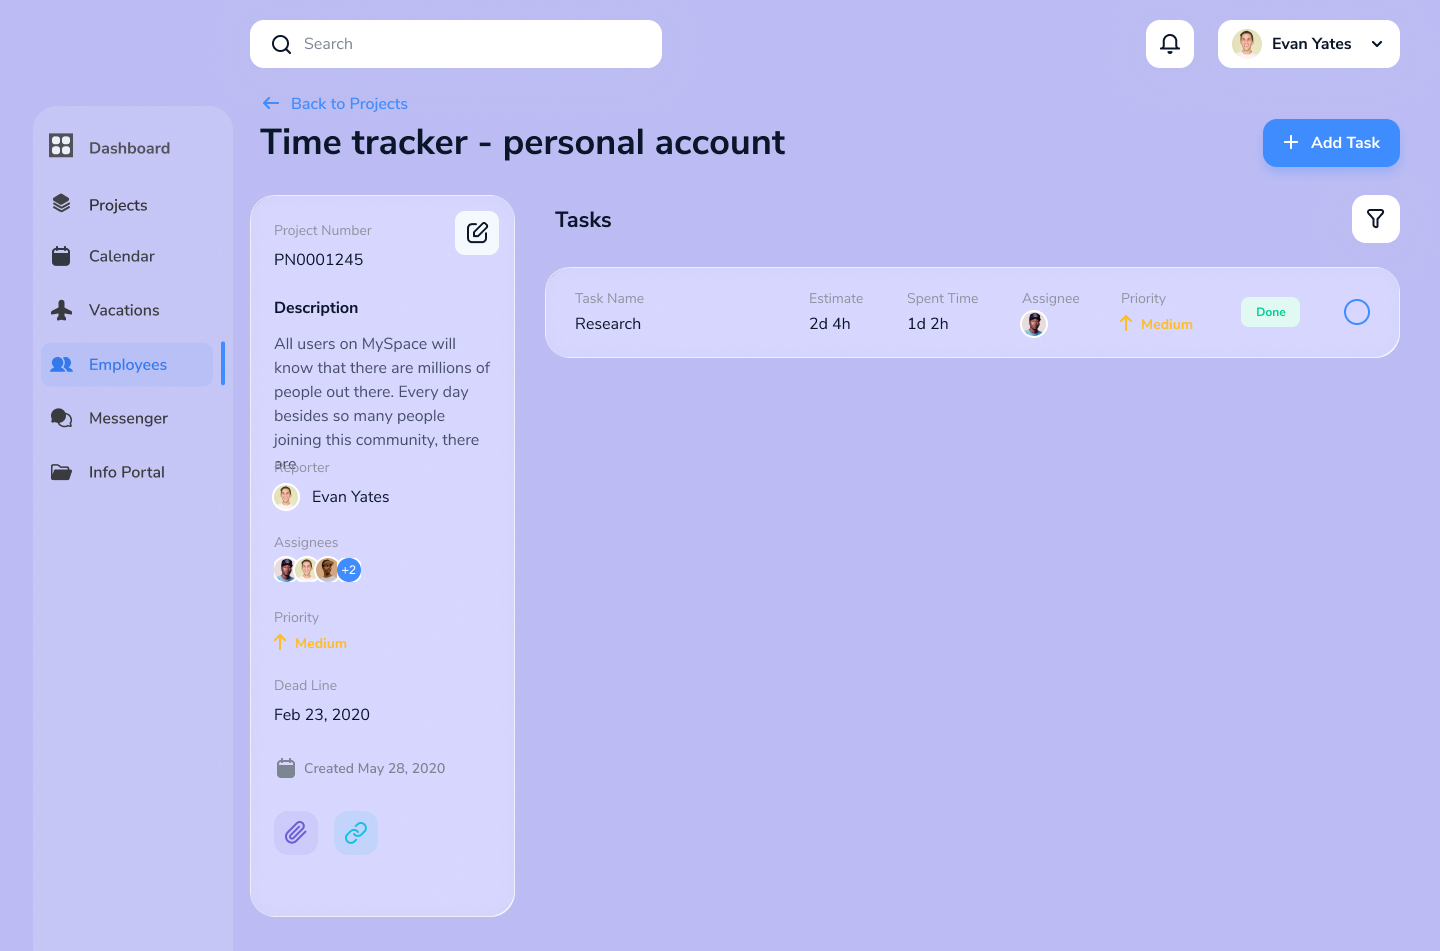 Search
Evan Yates
Back to Projects
Time tracker - personal account
Add Task
Dashboard
Projects
Calendar
Vacations
Employees
Messenger
Info Portal
Project Number
PN0001245
Description
All users on MySpace will
know that there are millions of
people out there. Every day
besides so many people
joining this community, there
are
Reporter
Evan Yates
Assignees
+2
Priority
Medium
Dead Line
Feb 23, 2020
Created May 28, 2020
Tasks
Task Name
Research
Estimate
2d 4h
Spent Time
1d 2h
Assignee
Priority
Medium
Done